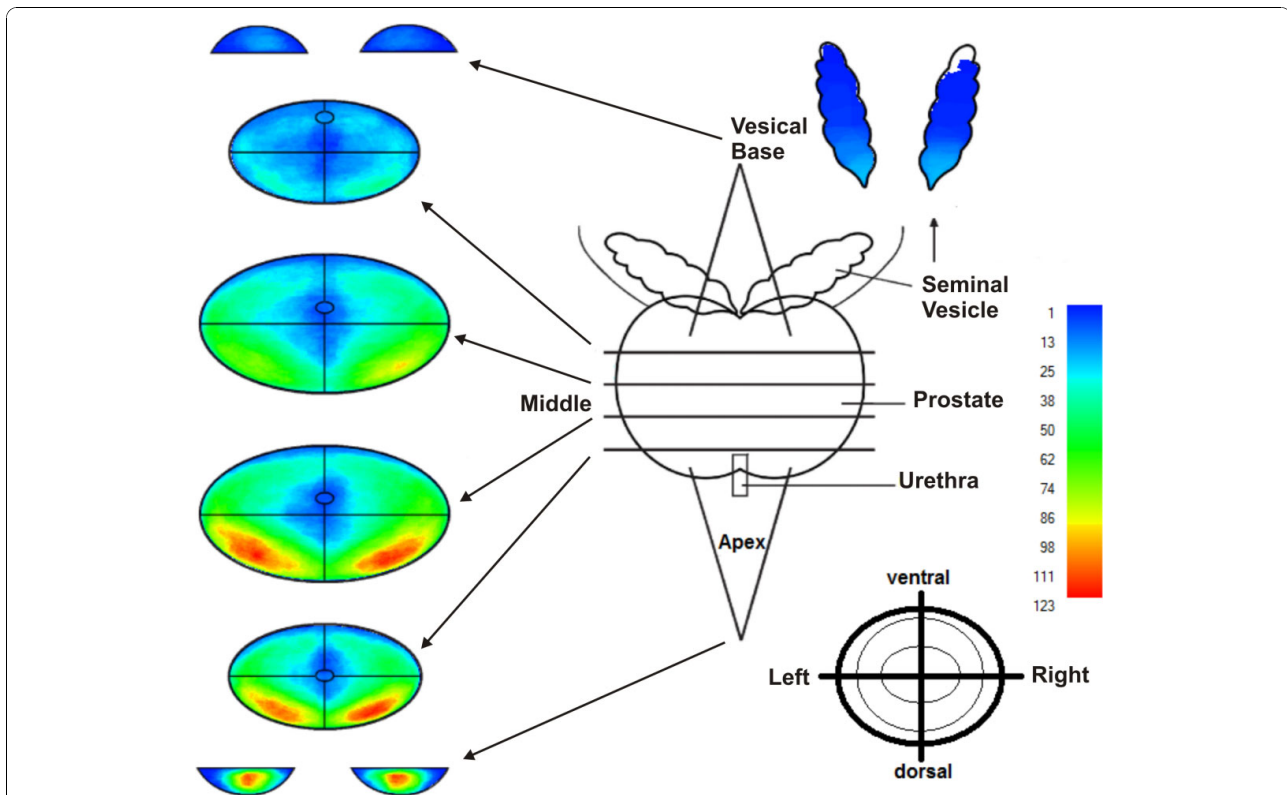 Vesical
Base
Seminal
Vesicle
Middle
Prostate
Urethra
Apex
1
13
25
38
50
62
74
86
98
111
123
ventral
Left
Right
dorsal